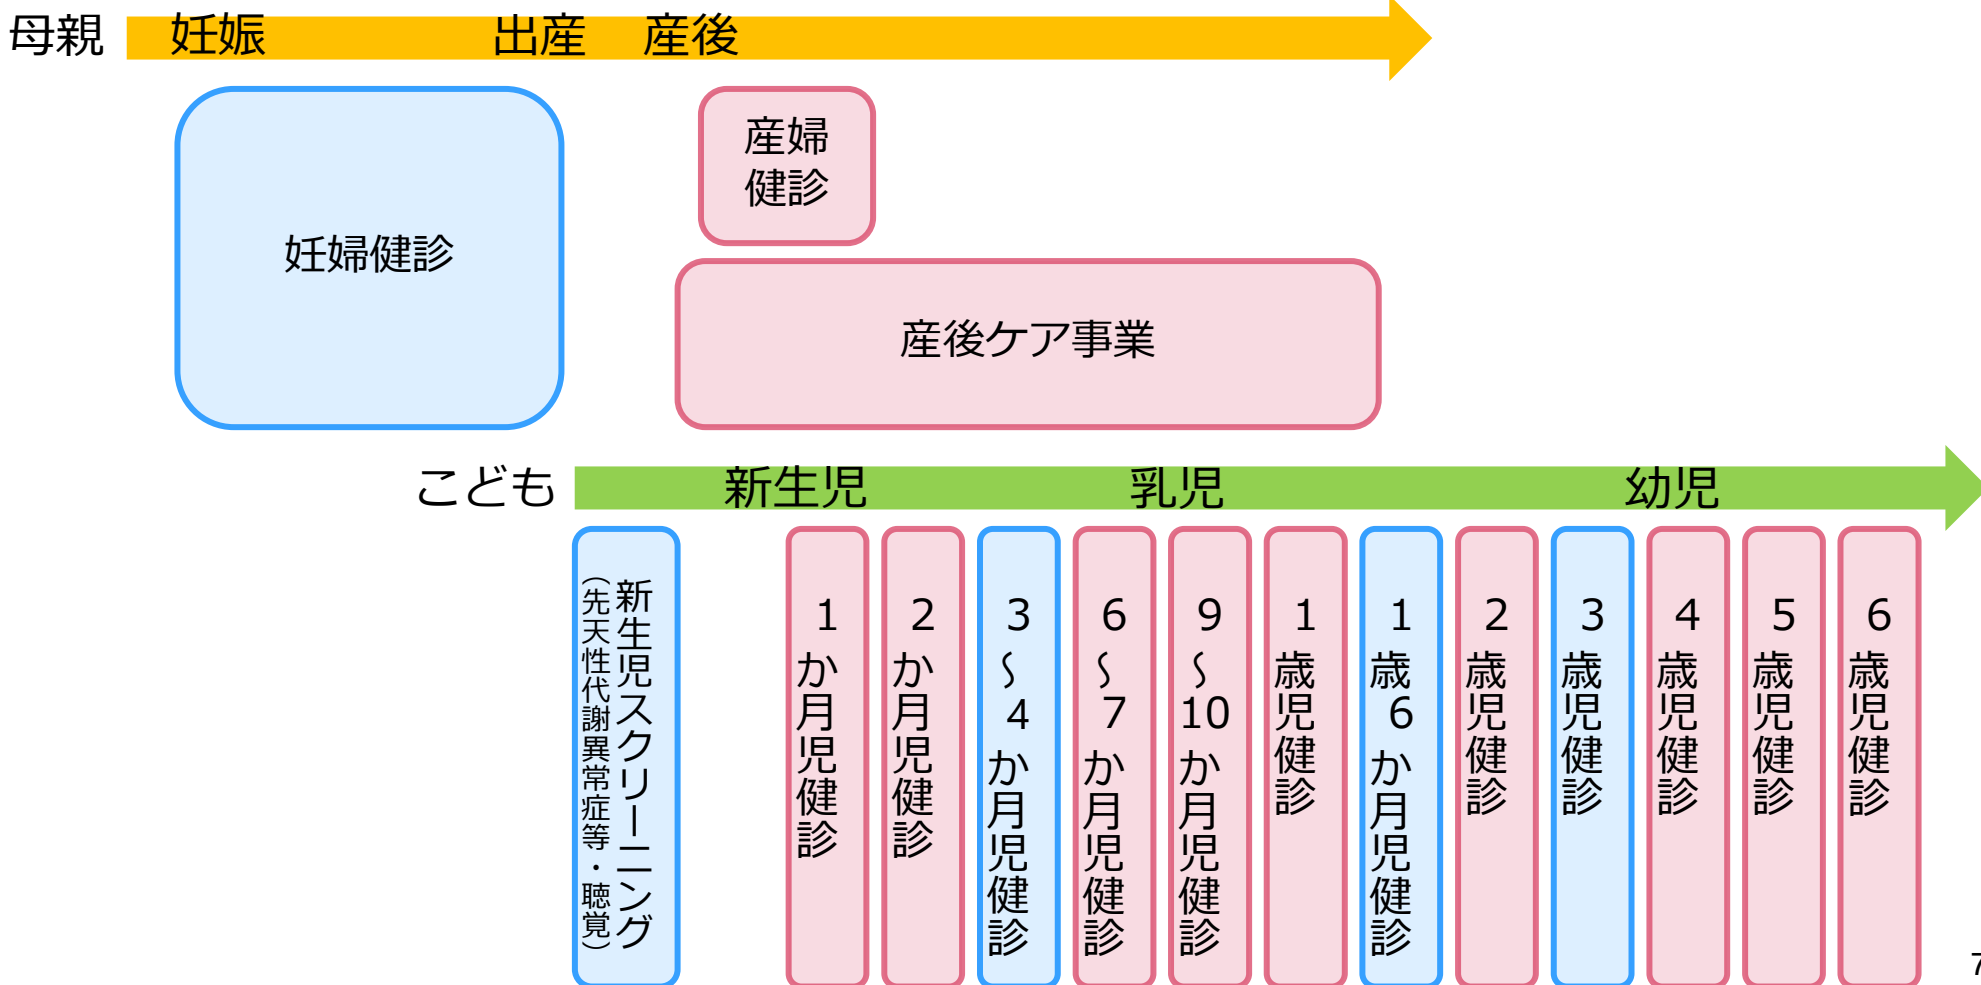 母親
妊娠
出産
産後
妊婦健診
産婦
健診
産後ケア事業
こども
新生児
乳児
幼児
新生児スクリーニング
（先天性代謝異常症等・聴覚）
1か月児健診
2か月児健診
3～4か月児健診
6～7か月児健診
9～10か月児健診
1歳児健診
1歳6か月児健診
2歳児健診
3歳児健診
4歳児健診
5歳児健診
6歳児健診
7